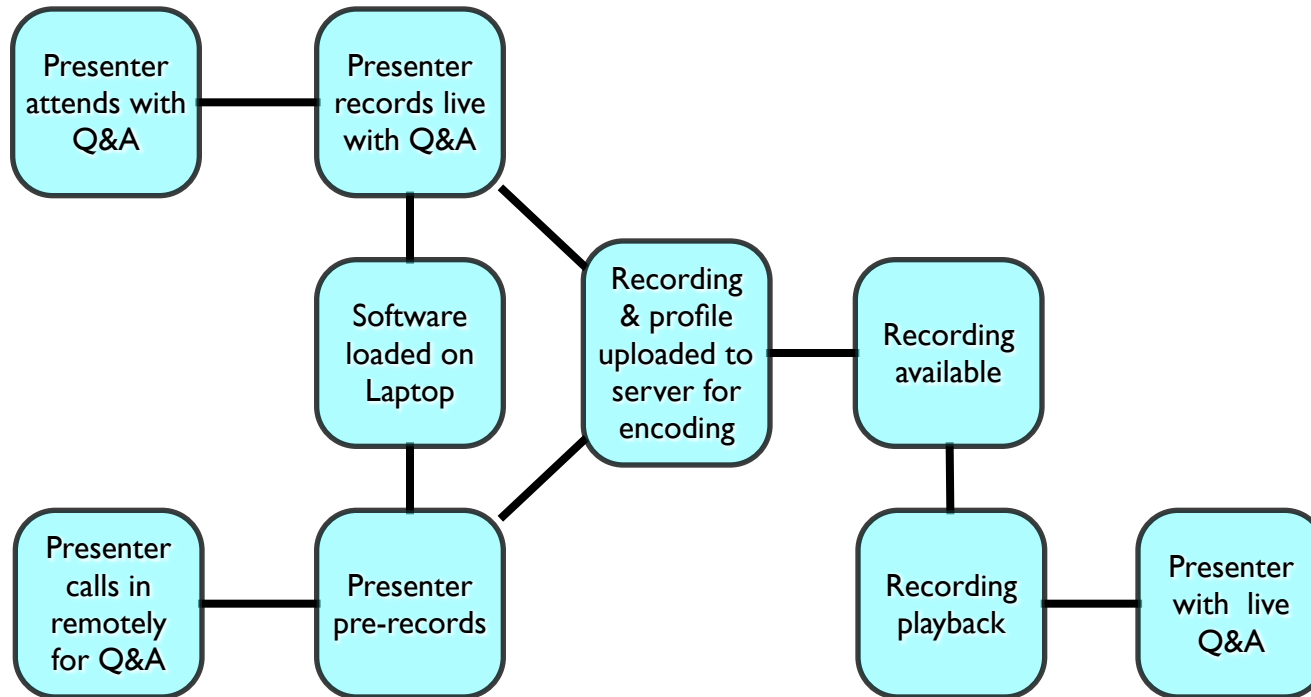 Presenter
attends with
Q&A
Presenter
records live
with Q&A
Software
loaded on
Laptop
Recording
& profile
uploaded to
server for
encoding
Recording
available
Presenter
calls in
remotely
for Q&A
Presenter
pre-records
Recording
playback
Presenter
with live
Q&A